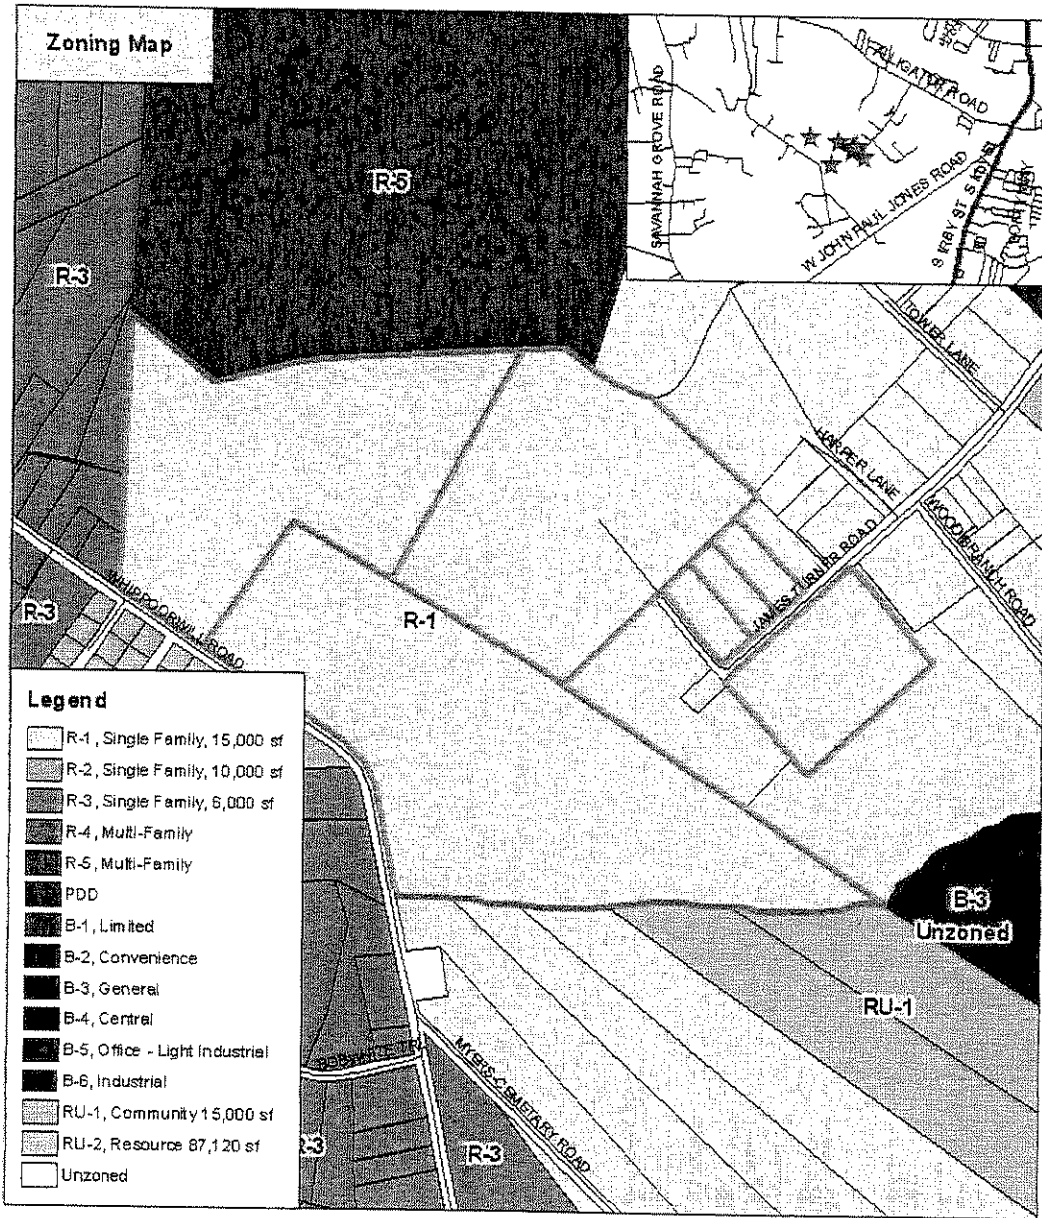 Zoning Map
SAVANNAH GROVE ROAD
ALLIGATOR ROAD
W JOHN PAUL JONES ROAD
S IRBY ST
R-5
R-3
TOWER LANE
HARPER LANE
WOODBRANCH ROAD
JAMES TURNER ROAD
WHIPPOORWILL ROAD
R-3
R-1
Legend
R-1, Single Family, 15,000 sf
R-2, Single Family, 10,000 sf
R-3, Single Family, 6,000 sf
R-4, Multi-Family
R-5, Multi-Family
PDD
B-1, Limited
B-2, Convenience
B-3, General
B-4, Central
B-5, Office - Light Industrial
B-6, Industrial
RU-1, Community 15,000 sf
RU-2, Resource 87,120 sf
Unzoned
B-3
Unzoned
RU-1
MYERS CEMETARY ROAD
R-3
R-3